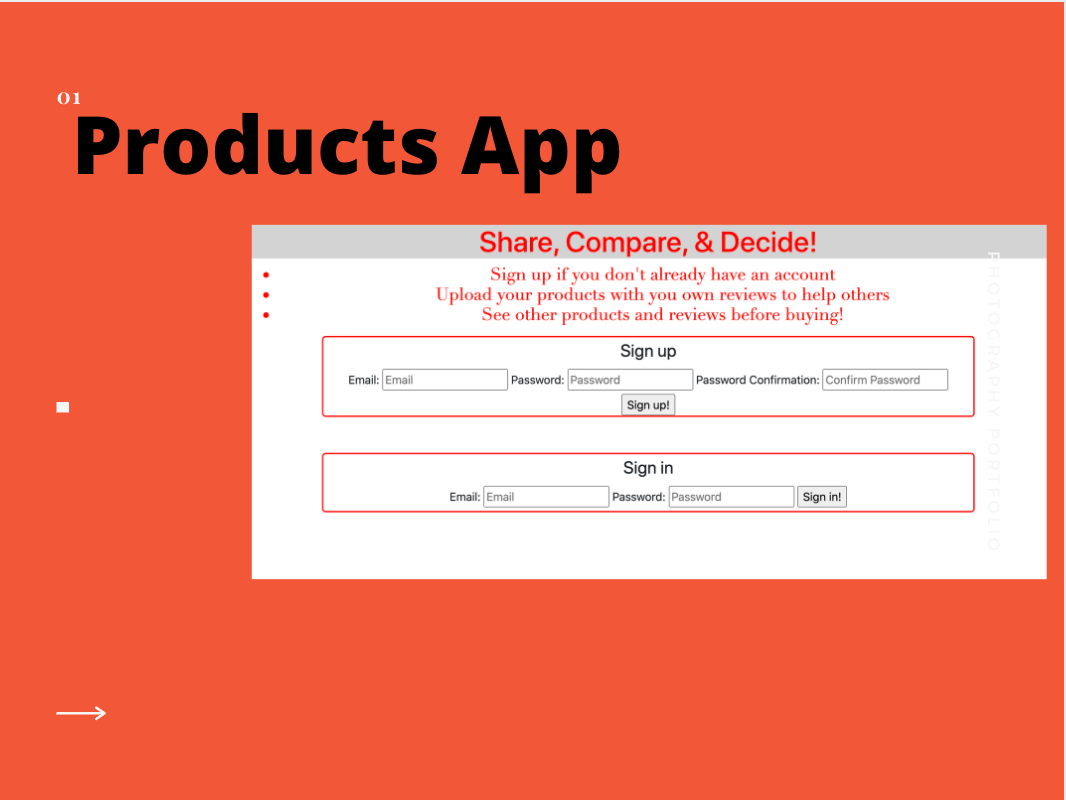 01
Products App
Share, Compare, & Decide!
Sign up if you don't already have an account
Upload your products with you own reviews to help others
See other products and reviews before buying!
Sign up
Email: Email Password: Password Password Confirmation: Confirm Password
Sign up!
Sign in
Email: Email Password: Password Sign in!
PHOTOGRAPHY PORTFOLIO